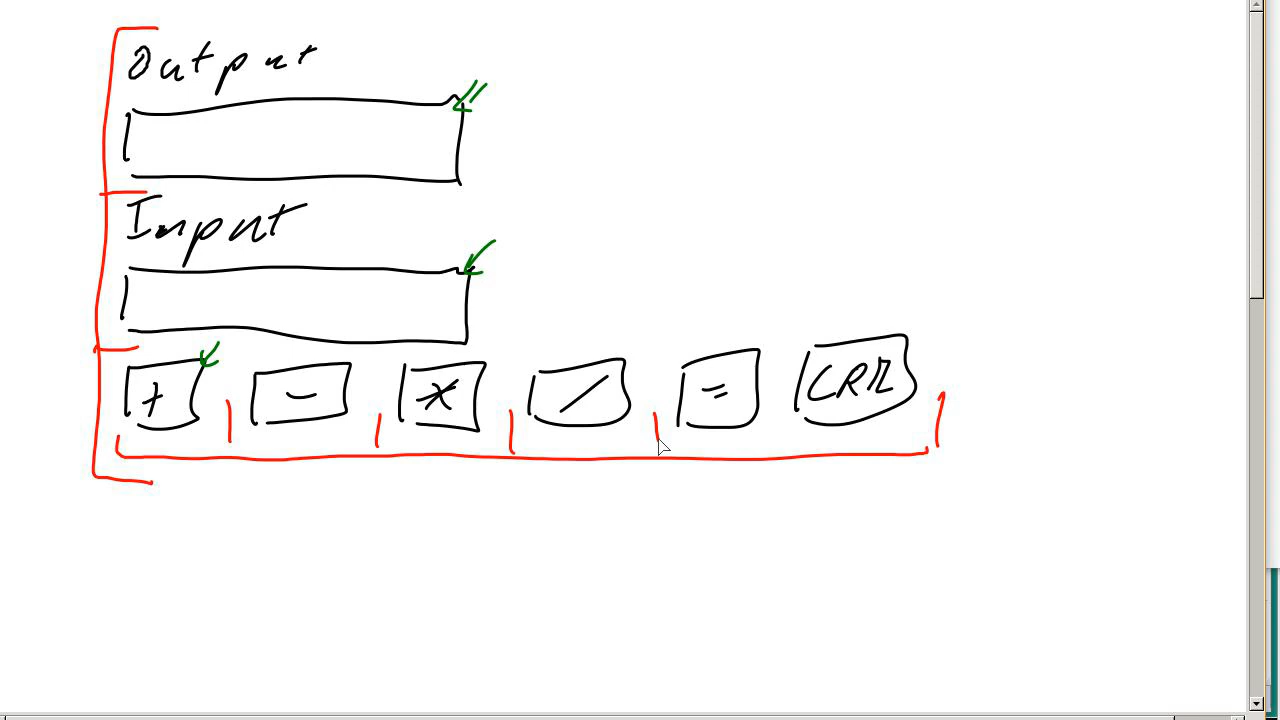 Output
Input
+ - * / = CRR